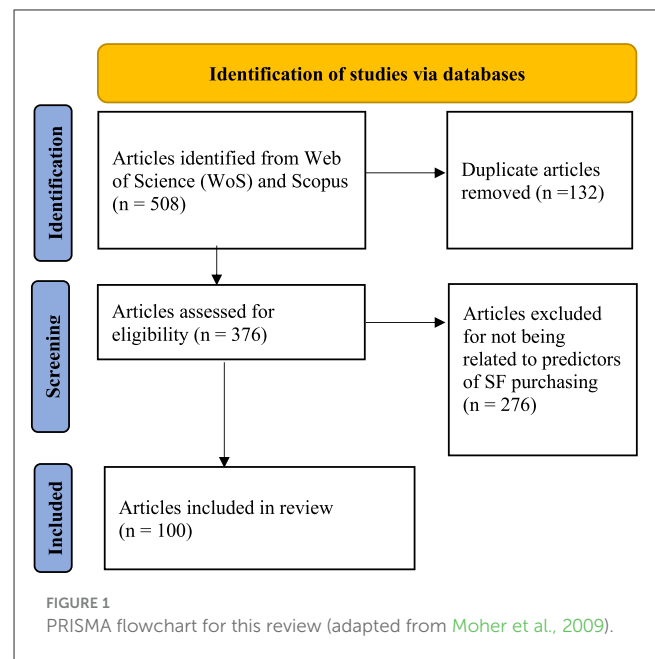 Identification of studies via databases
Identification
Articles identified from Web
of Science (WoS) and Scopus
(n = 508)
Duplicate articles
removed (n =132)
Screening
Articles assessed for
eligibility (n = 376)
Articles excluded
for not being
related to predictors
of SF purchasing
(n = 276)
Included
Articles included in review
(n = 100)
FIGURE 1
PRISMA flowchart for this review (adapted from Moher et al., 2009).